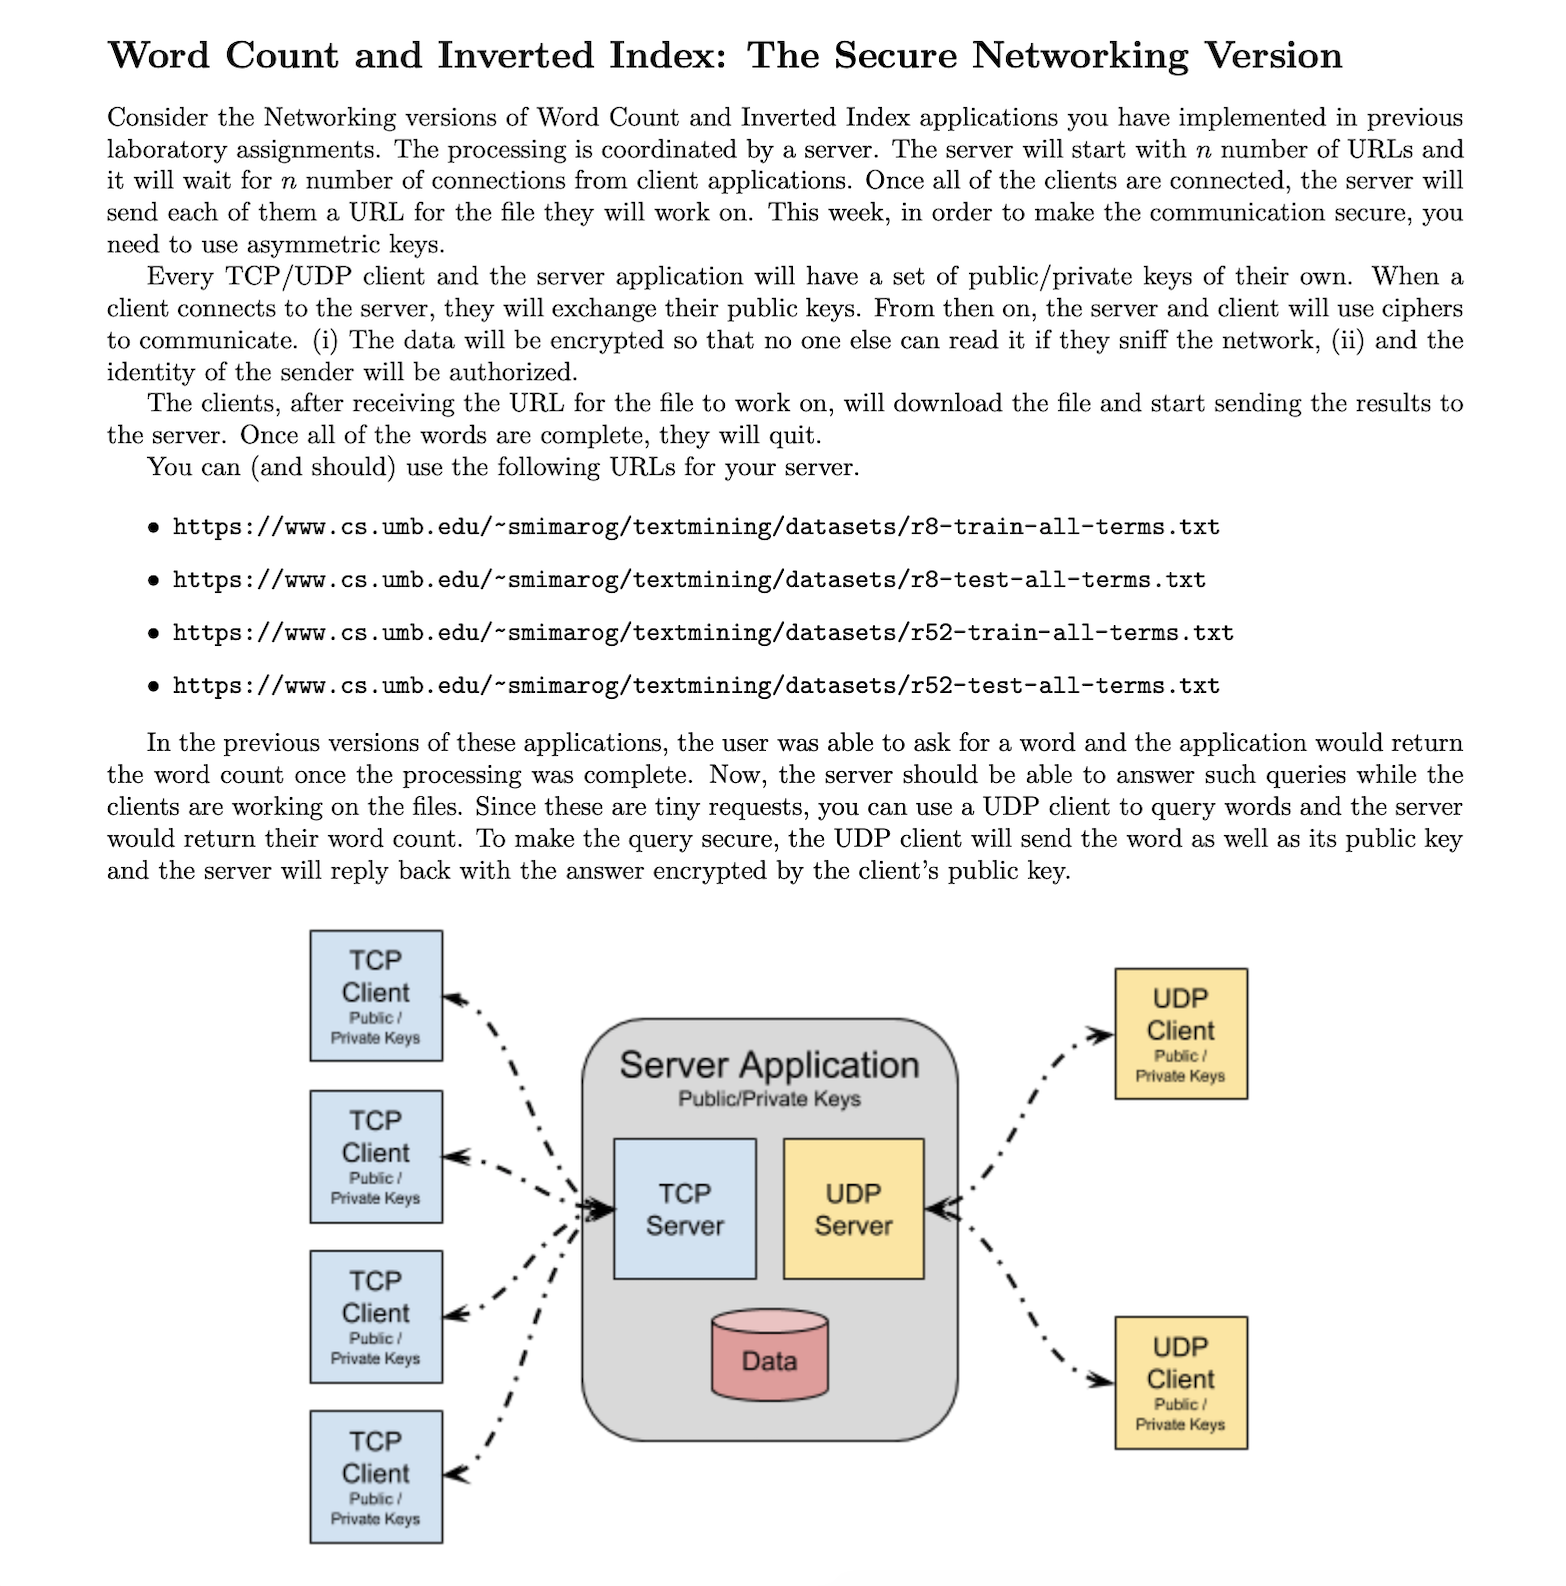 Word Count and Inverted Index: The Secure Networking Version
Consider the Networking versions of Word Count and Inverted Index applications you have implemented in previous
laboratory assignments. The processing is coordinated by a server. The server will start with n number of URLs and
it will wait for n number of connections from client applications. Once all of the clients are connected, the server will
send each of them a URL for the file they will work on. This week, in order to make the communication secure, you
need to use asymmetric keys.
Every TCP/UDP client and the server application will have a set of public/private keys of their own. When a
client connects to the server, they will exchange their public keys. From then on, the server and client will use ciphers
to communicate. (i) The data will be encrypted so that no one else can read it if they sniff the network, (ii) and the
identity of the sender will be authorized.
The clients, after receiving the URL for the file to work on, will download the file and start sending the results to
the server. Once all of the words are complete, they will quit.
You can (and should) use the following URLs for your server.
• https://www.cs.umb.edu/~smimarog/textmining/datasets/r8-train-all-terms.txt
• https://www.cs.umb.edu/~smimarog/textmining/datasets/r8-test-all-terms.txt
• https://www.cs.umb.edu/~smimarog/textmining/datasets/r52-train-all-terms.txt
• https://www.cs.umb.edu/~smimarog/textmining/datasets/r52-test-all-terms.txt
In the previous versions of these applications, the user was able to ask for a word and the application would return
the word count once the processing was complete. Now, the server should be able to answer such queries while the
clients are working on the files. Since these are tiny requests, you can use a UDP client to query words and the server
would return their word count. To make the query secure, the UDP client will send the word as well as its public key
and the server will reply back with the answer encrypted by the client's public key.
TCP
Client
Public /
Private Keys
TCP
Client
Public /
Private Keys
TCP
Client
Public /
Private Keys
TCP
Client
Public /
Private Keys
Server Application
Public/Private Keys
TCP
Server
UDP
Server
Data
UDP
Client
Public /
Private Keys
UDP
Client
Public /
Private Keys